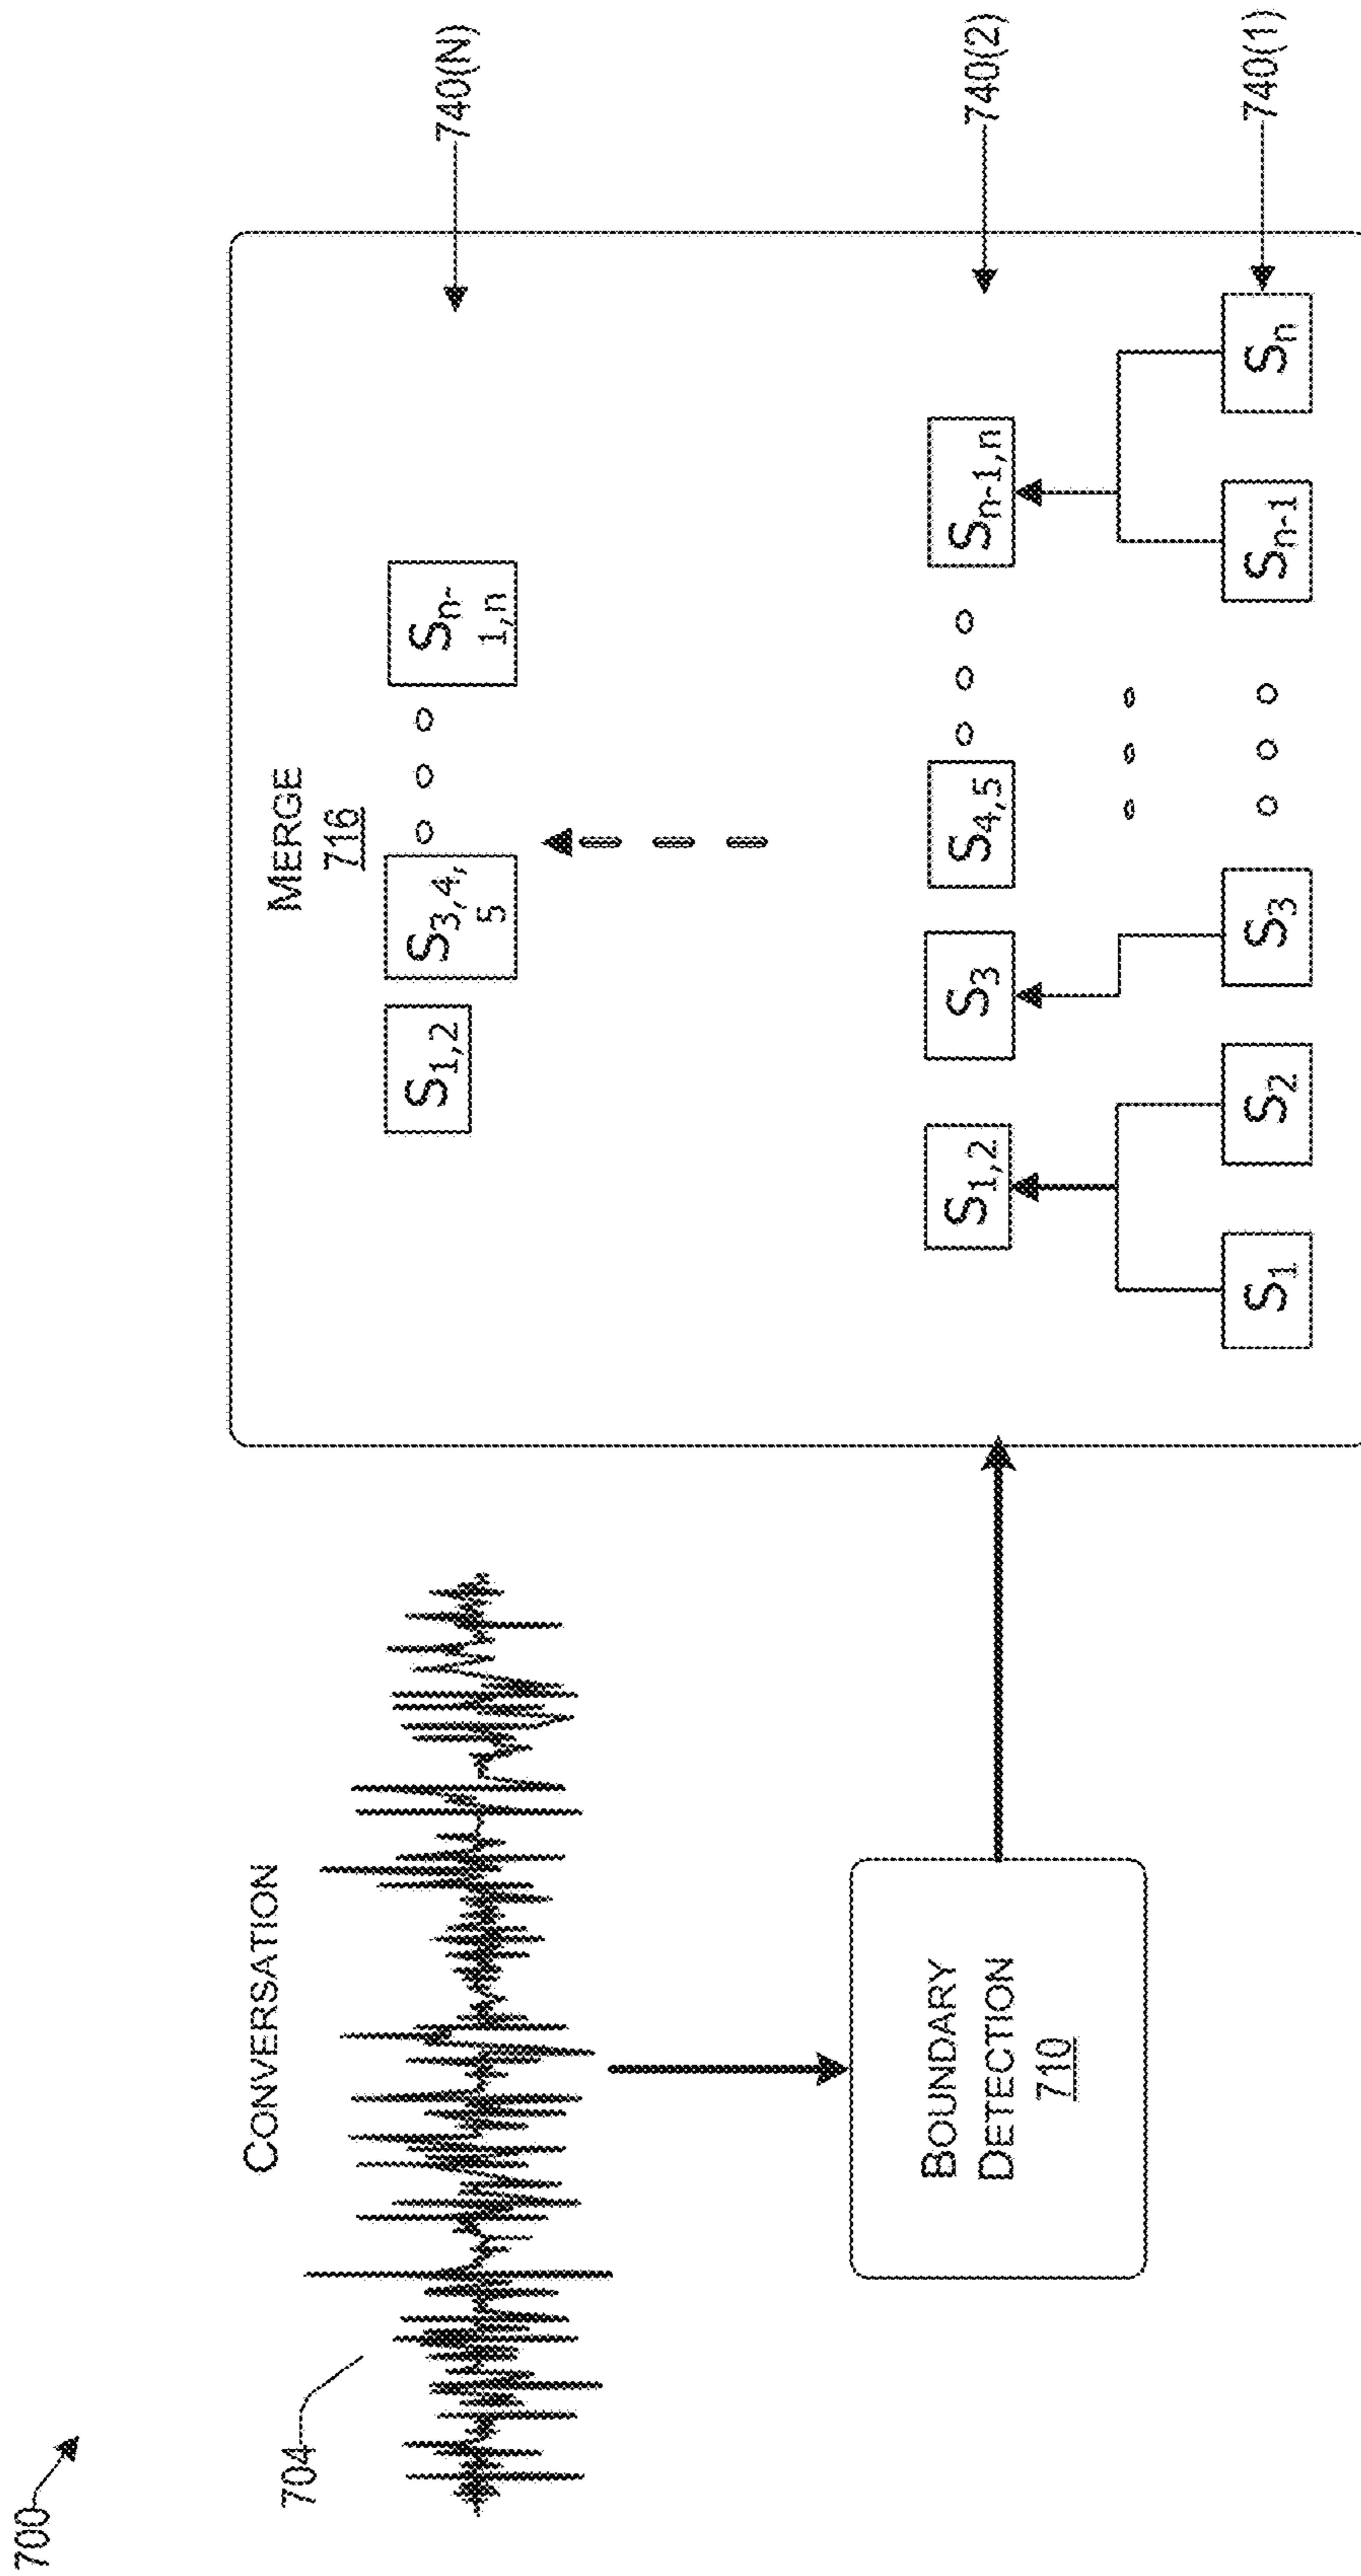 700
704
CONVERSATION
BOUNDARY
DETECTION
710
MERGE
716
S1,2
S3,4,
5
Sn-
1,n
740(N)
S1,2
S3
S4,5
Sn-1,n
740(2)
S1
S2
S3
Sn-1
Sn
740(1)